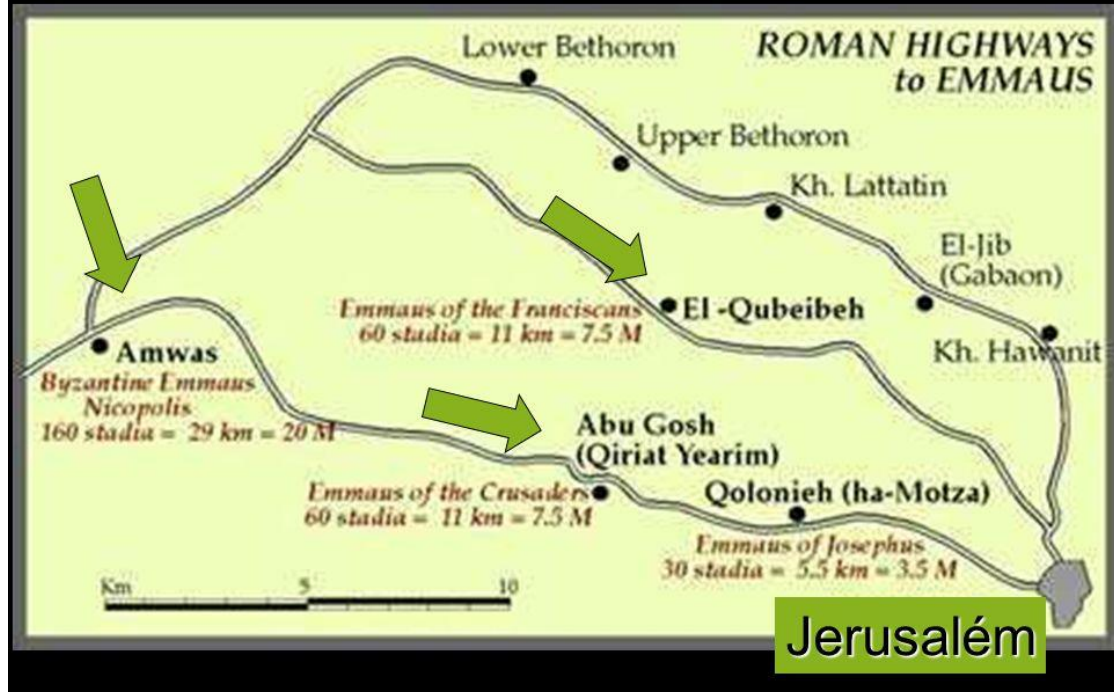 ROMAN HIGHWAYS
to EMMAUS
Lower Bethoron
Upper Bethoron
Kh. Lattatin
El-Jib
(Gabaon)
Kh. Hawanit
Emmaus of the Franciscans
60 stadia = 11 km = 7.5 M
El -Qubeibeh
Amwas
Byzantine Emmaus
Nicopolis
160 stadia = 29 km = 20 M
Abu Gosh
(Qiriat Yearim)
Emmaus of the Crusaders
60 stadia = 11 km = 7.5 M
Qolonieh (ha-Motza)
Emmaus of Josephus
30 stadia = 5.5 km = 3.5 M
Km 5 10
Jerusalém